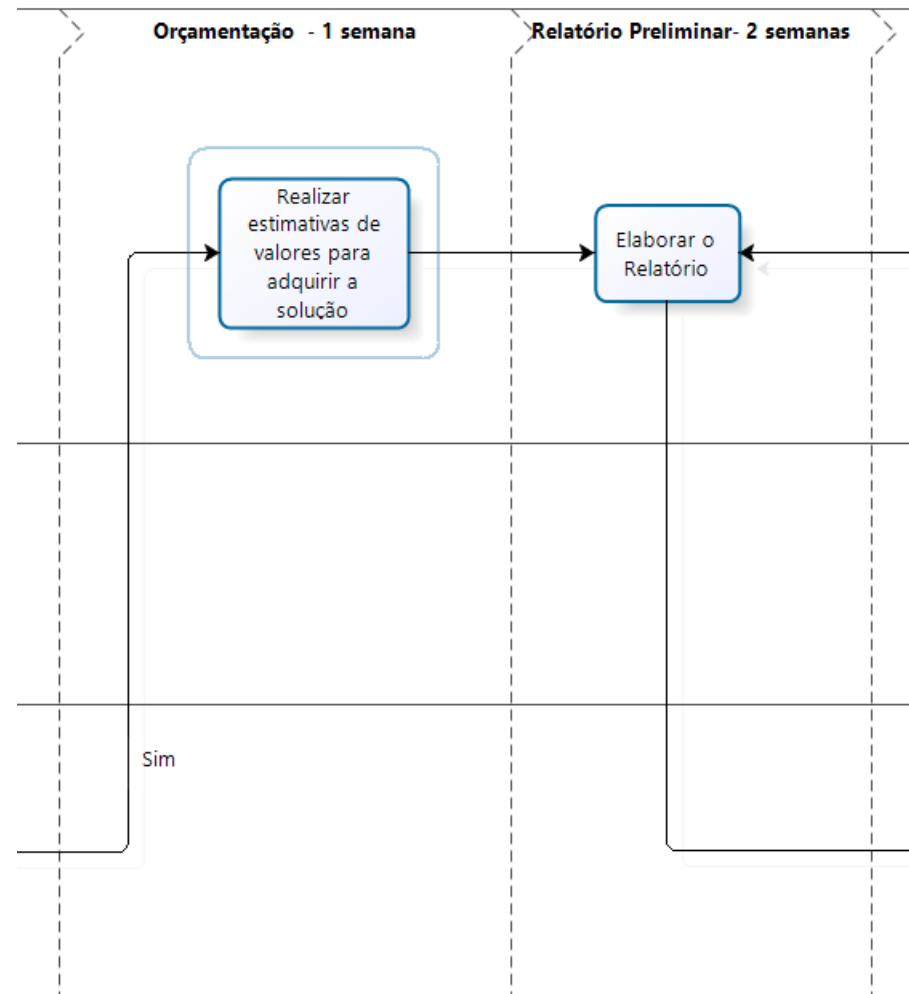 Orçamentação  - 1 semana
Relatório Preliminar- 2 semanas
Realizar
estimativas de
valores para
adquirir a
solução
Elaborar o
Relatório
Sim